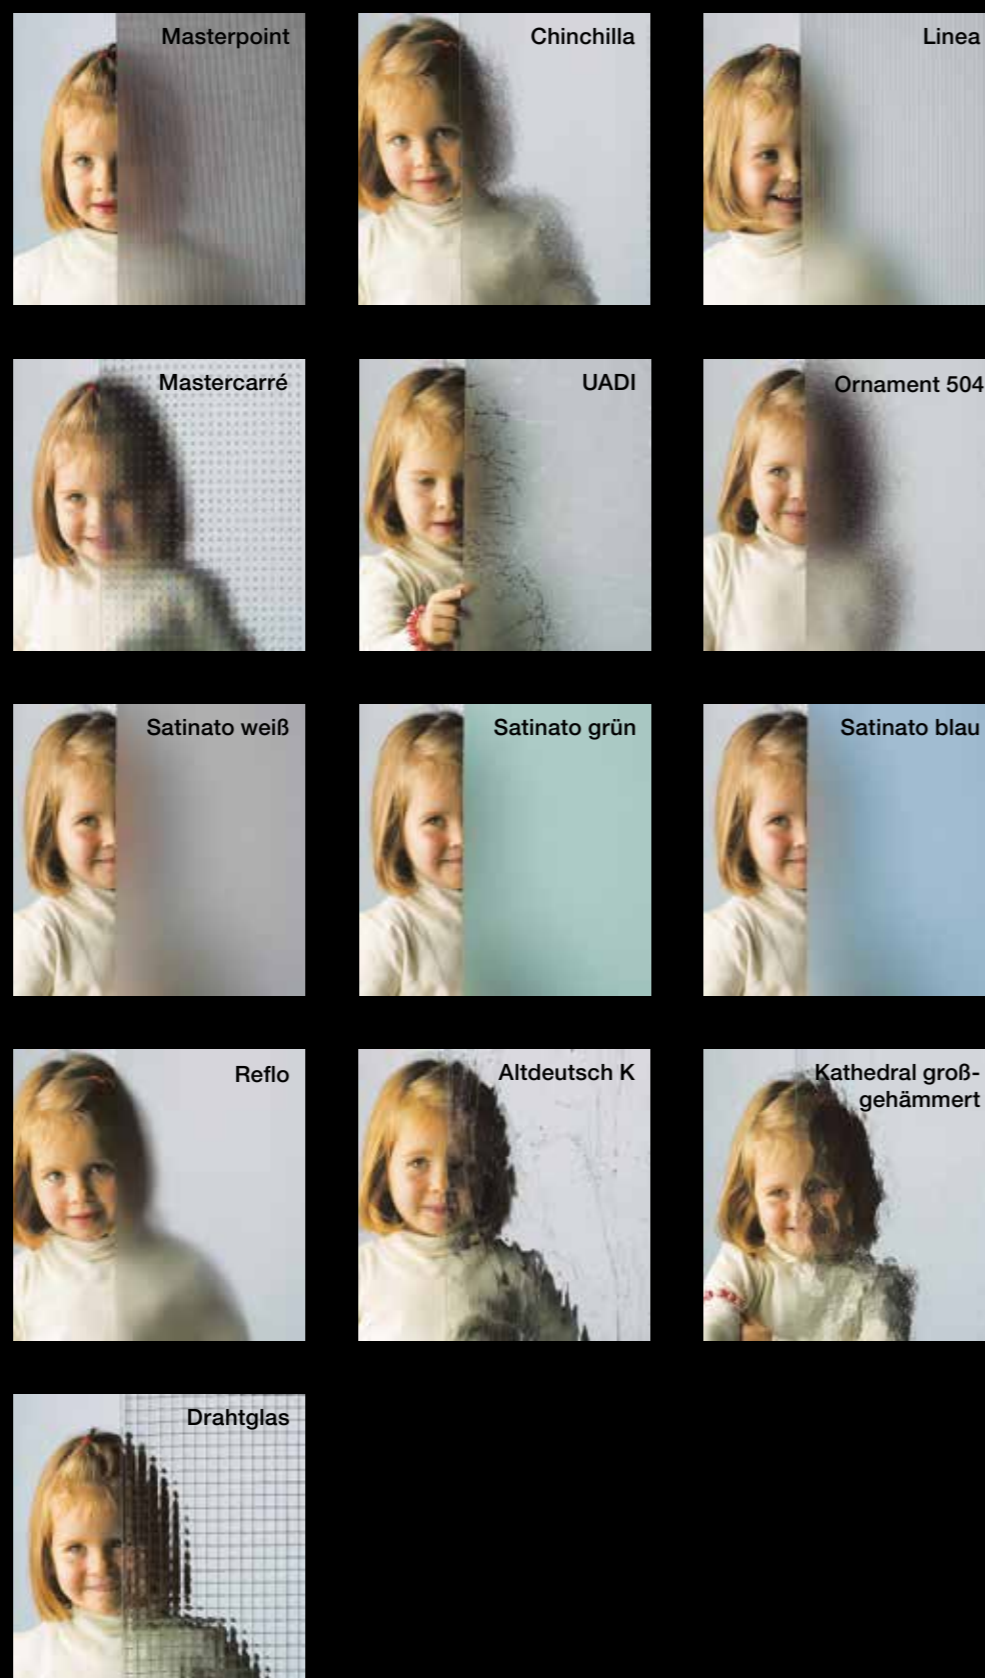 Masterpoint
Chinchilla
Linea
Mastercarré
UADI
Ornament 504
Satinato weiß
Satinato grün
Satinato blau
Reflo
Altdeutsch K
Kathedral groß-
gehämmert
Drahtglas